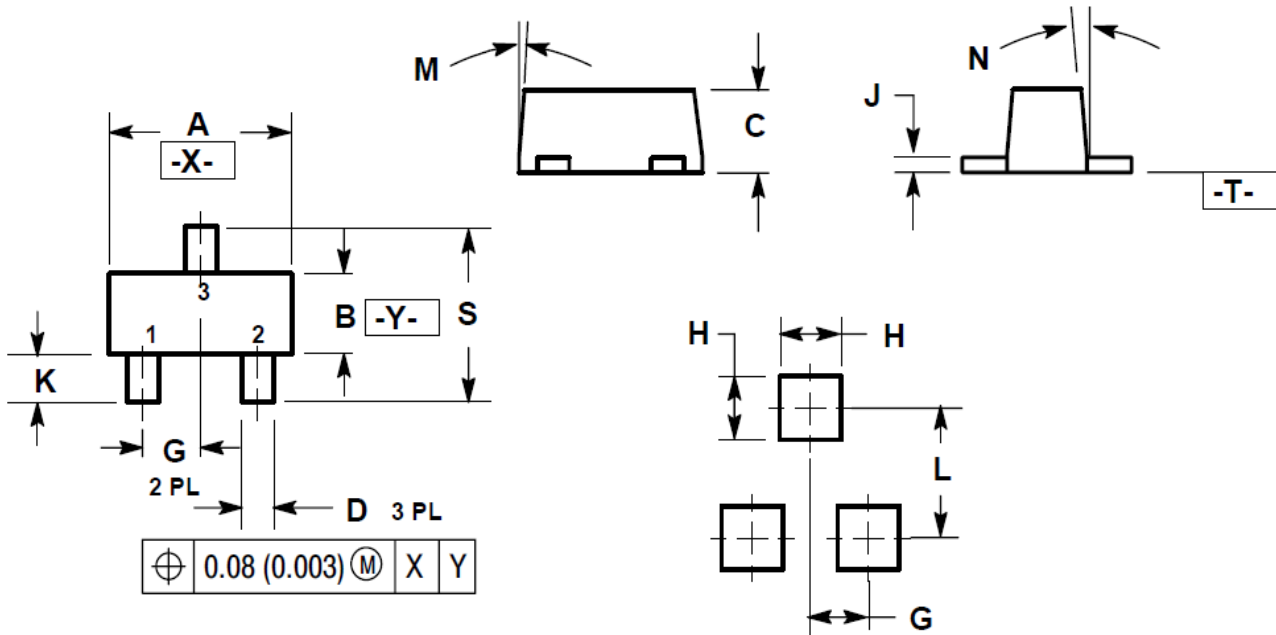 M
N
J
C
A
-X-
-T-
3
B -Y- S
1 2
H H
K
G
2 PL
L
D 3 PL
⌖ 0.08 (0.003) Ⓜ X Y
G